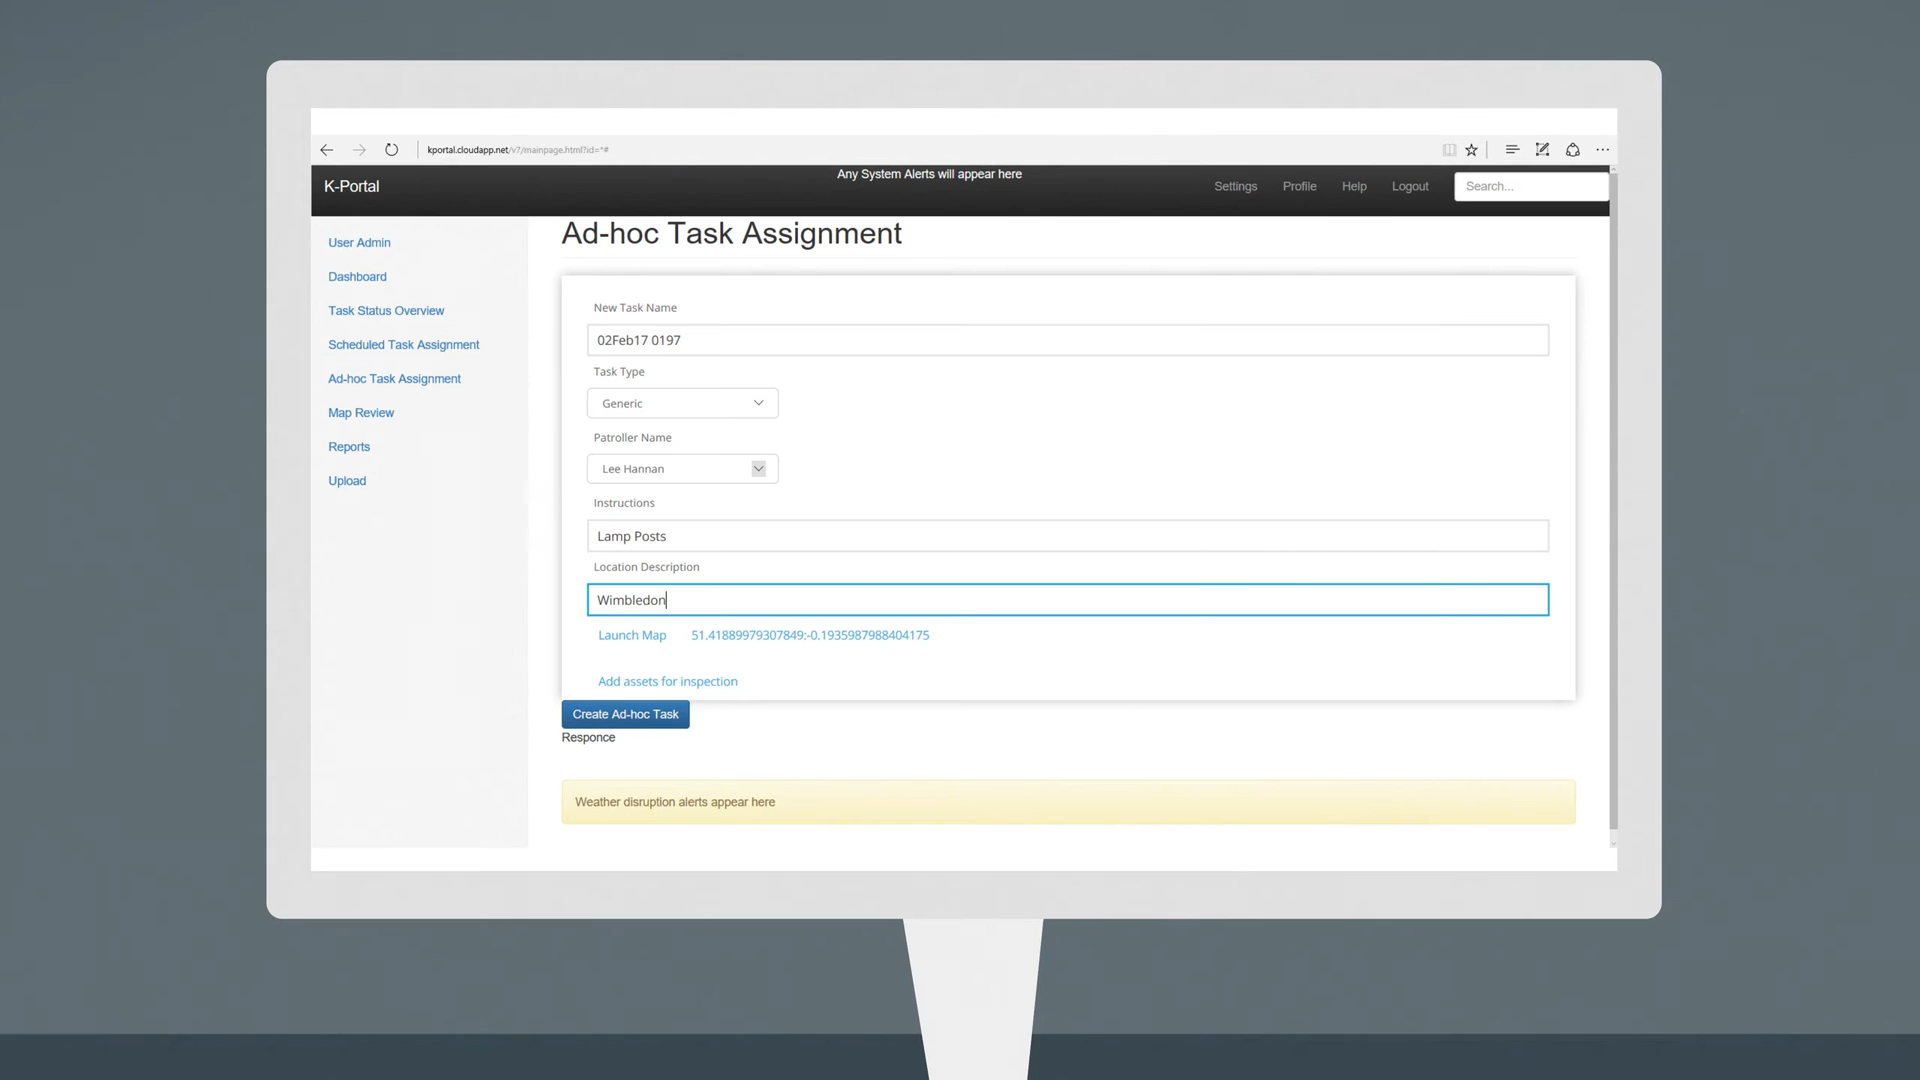 kportal.cloudapp.net/v7/mainpage.html?id=*#
K-Portal
Any System Alerts will appear here
Settings
Profile
Help
Logout
Search...
User Admin
Dashboard
Task Status Overview
Scheduled Task Assignment
Ad-hoc Task Assignment
Map Review
Reports
Upload
Ad-hoc Task Assignment
New Task Name
02Feb17 0197
Task Type
Generic
Patroller Name
Lee Hannan
Instructions
Lamp Posts
Location Description
Wimbledon
Launch Map 51.41889979307849:-0.1935987988404175
Add assets for inspection
Create Ad-hoc Task
Responce
Weather disruption alerts appear here